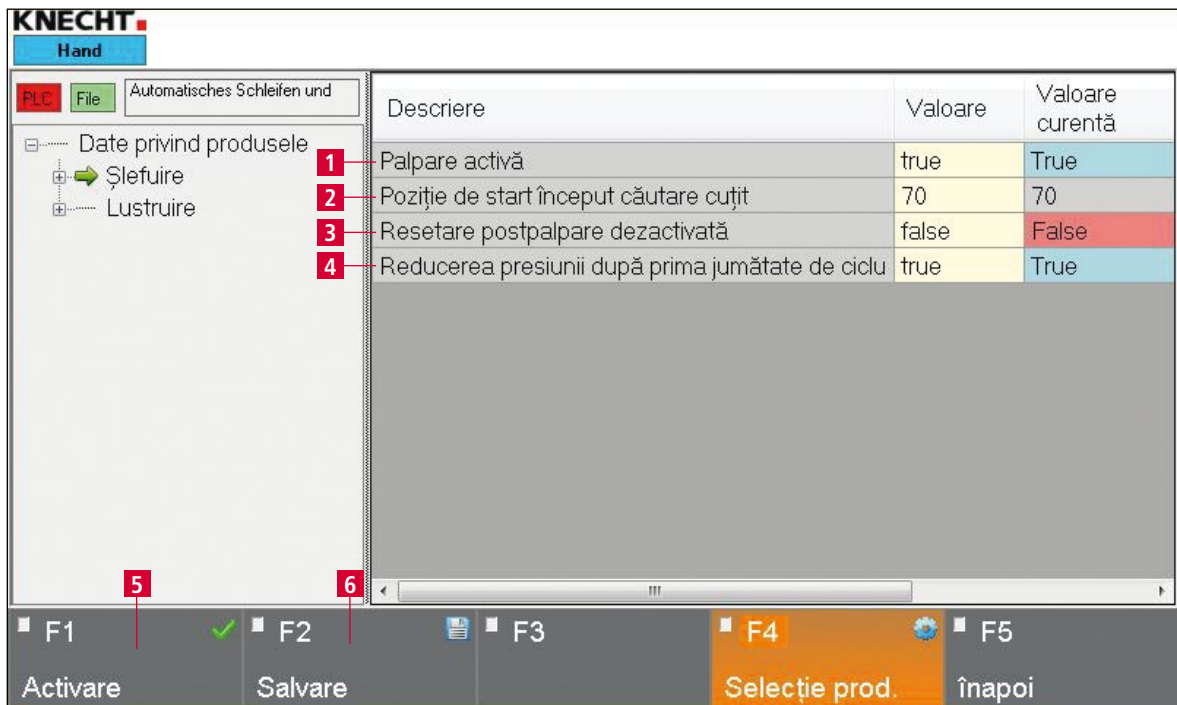 KNECHT
Hand
PLC File Automatisches Schleifen und
Date privind produsele
Șlefuire
Lustruire
Descriere Valoare Valoare curentă
1 Palpare activă true True
2 Poziție de start început căutare cuțit 70 70
3 Resetare postpalpare dezactivată false False
4 Reducerea presiunii după prima jumătate de ciclu true True
5 6
F1 F2 F3 F4 F5
Activare Salvare Selecție prod. înapoi